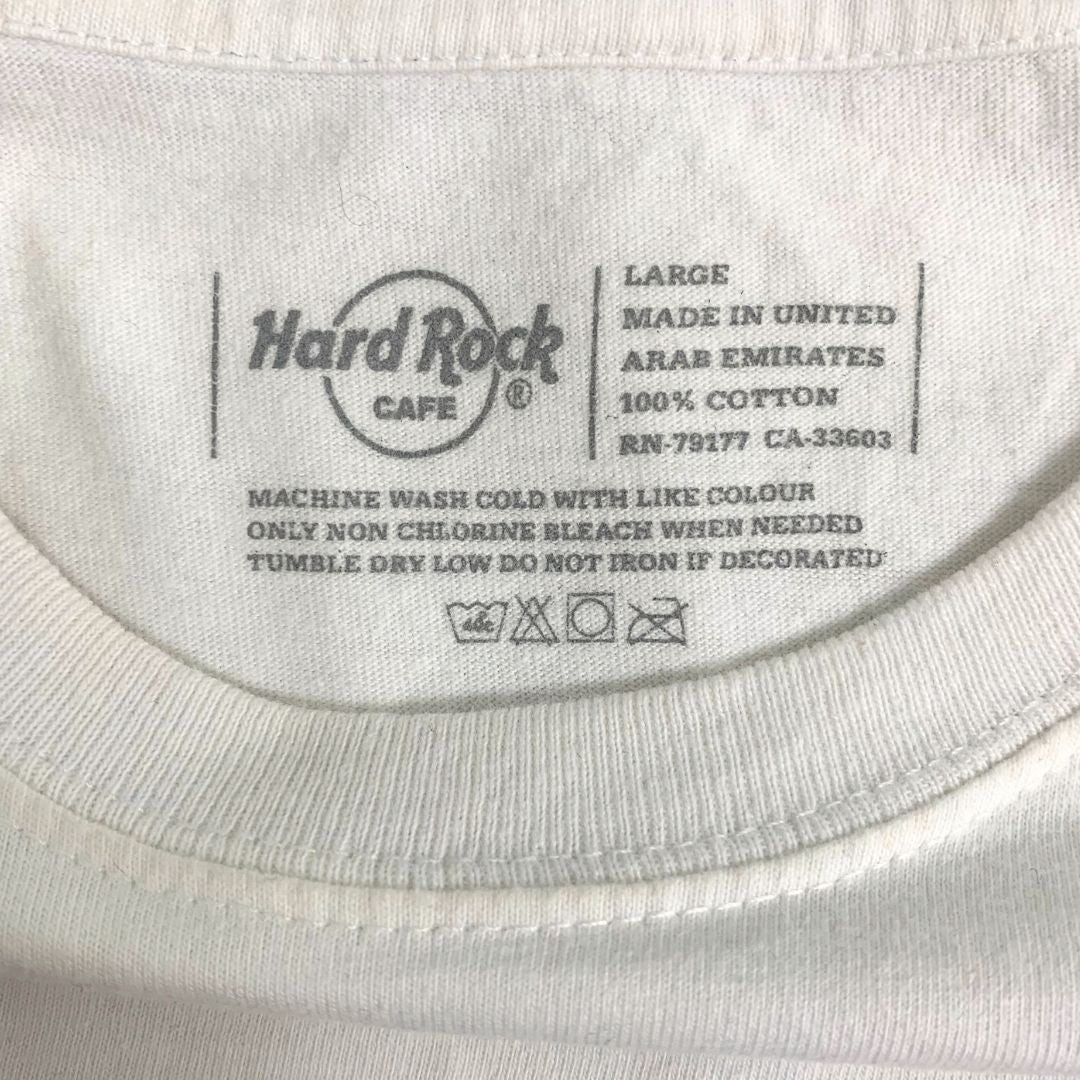 Hard Rock
CAFE ®
LARGE
MADE IN UNITED
ARAB EMIRATES
100% COTTON
RN-79177 CA-33603
MACHINE WASH COLD WITH LIKE COLOUR
ONLY NON CHLORINE BLEACH WHEN NEEDED
TUMBLE DRY LOW DO NOT IRON IF DECORATED